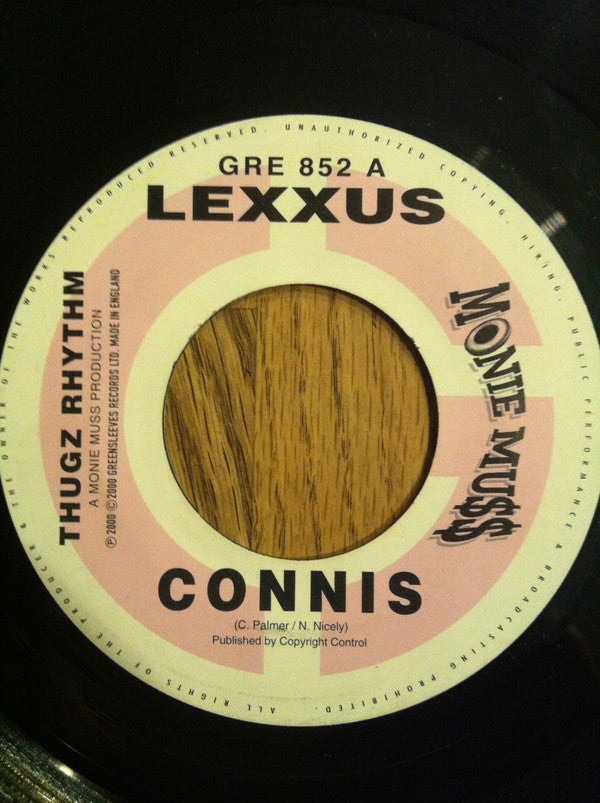 GRE 852 A
LEXXUS
MONIE MU$$
THUGZ RHYTHM
A MONIE MUSS PRODUCTION
℗ 2000 © 2000 GREENSLEEVES RECORDS LTD. MADE IN ENGLAND
CONNIS
(C. Palmer / N. Nicely)
Published by Copyright Control
ALL RIGHTS OF THE PRODUCER & THE OWNER OF THE WORKS REPRODUCED RESERVED. UNAUTHORIZED COPYING, HIRING, PUBLIC PERFORMANCE & BROADCASTING PROHIBITED.